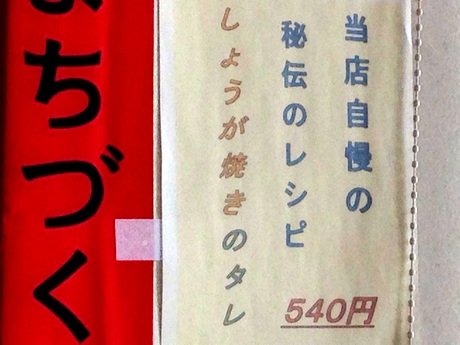 当店自慢の
秘伝のレシピ
しょうが焼きのタレ
540円
ちづく